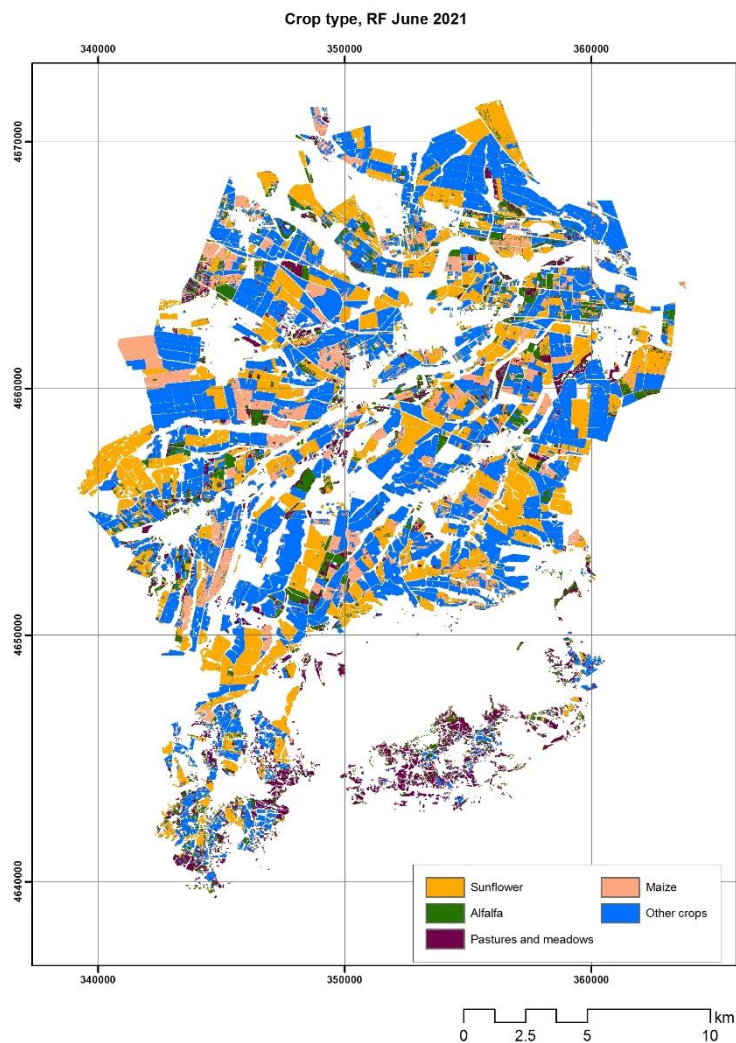 Crop type, RF June 2021
340000 350000 360000
4670000
4660000
4650000
4640000
Sunflower Maize
Alfalfa Other crops
Pastures and meadows
340000 350000 360000
km
0 2.5 5 10